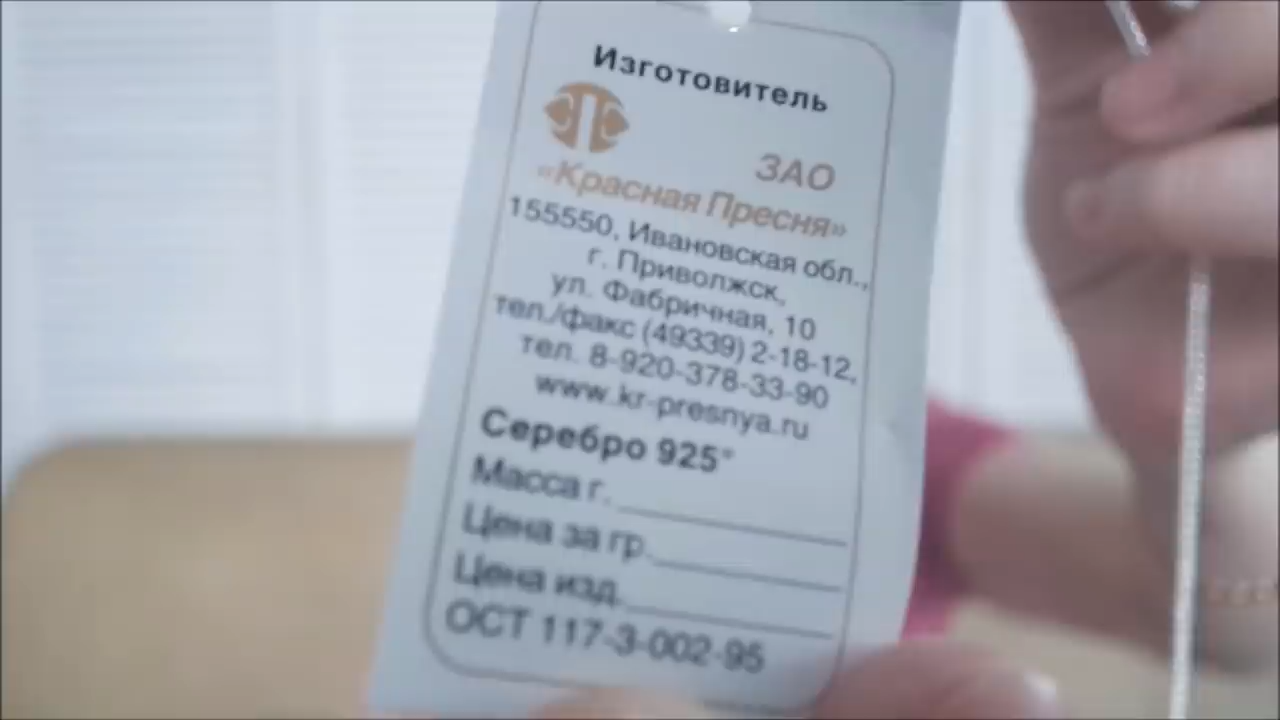 Изготовитель
ЗАО
«Красная Пресня»
155550, Ивановская обл.,
г. Приволжск,
ул. Фабричная, 10
тел./факс (49339) 2-18-12,
тел. 8-920-378-33-90
www.kr-presnya.ru
Серебро 925°
Масса г.
Цена за гр.
Цена изд.
ОСТ 117-3-002-95